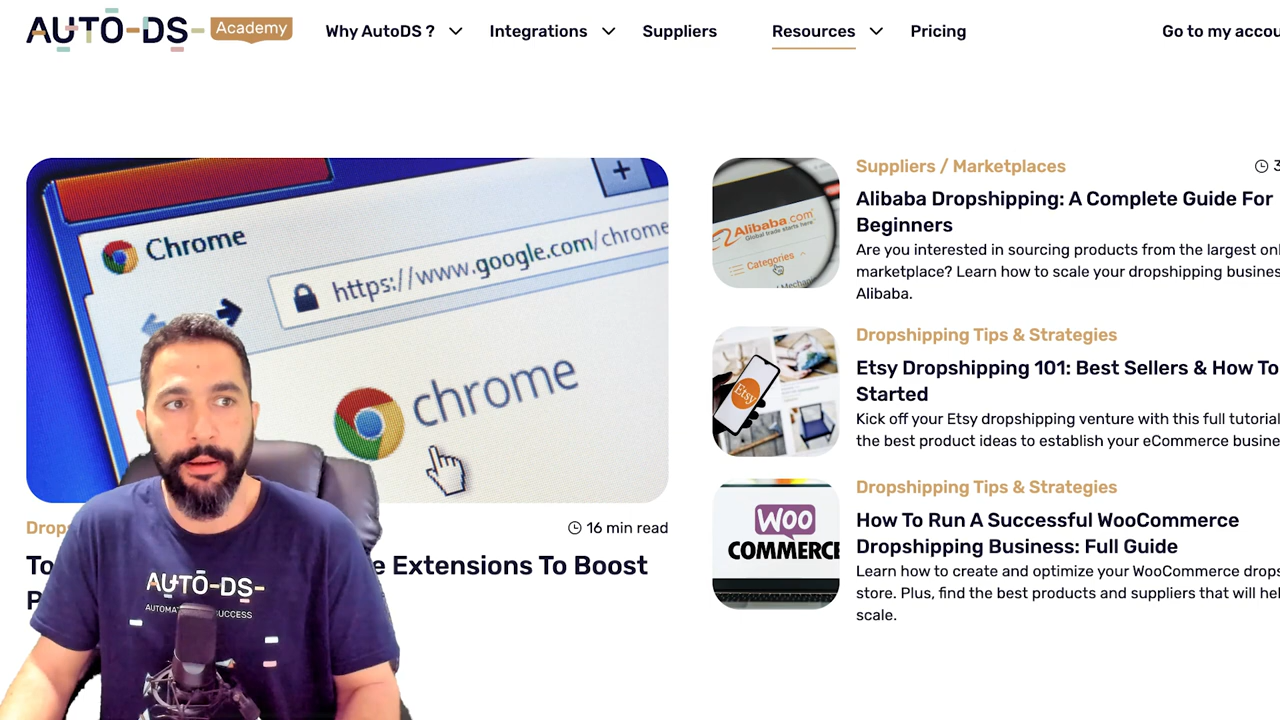 AUTO-DS-
Academy
Why AutoDS ?
Integrations
Suppliers
Resources
Pricing
Go to my accou
Chrome
https://www.google.com/chrome
chrome
16 min read
e Extensions To Boost
Suppliers / Marketplaces
3
Alibaba Dropshipping: A Complete Guide For
Beginners
Are you interested in sourcing products from the largest onl
marketplace? Learn how to scale your dropshipping busines
Alibaba.
Alibaba.com
Global trade starts here
Categories
Dropshipping Tips & Strategies
Etsy Dropshipping 101: Best Sellers & How To
Started
Kick off your Etsy dropshipping venture with this full tutorial
the best product ideas to establish your eCommerce busine
Etsy
Dropshipping Tips & Strategies
How To Run A Successful WooCommerce
Dropshipping Business: Full Guide
Learn how to create and optimize your WooCommerce drops
store. Plus, find the best products and suppliers that will hel
scale.
WOO
COMMERCE
AUTO-DS-